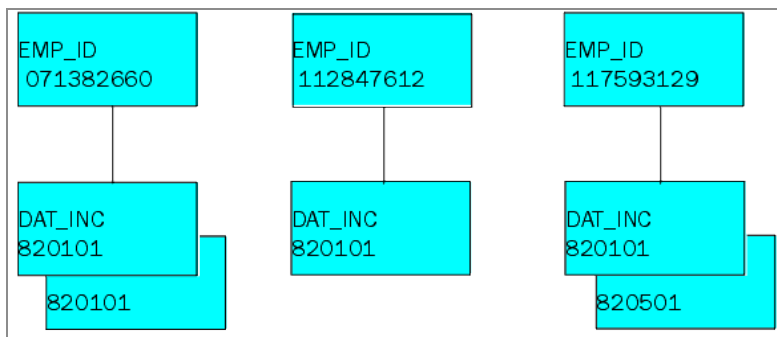 EMP_ID
071382660
EMP_ID
112847612
EMP_ID
117593129
DAT_INC
820101
820101
DAT_INC
820101
DAT_INC
820101
820501